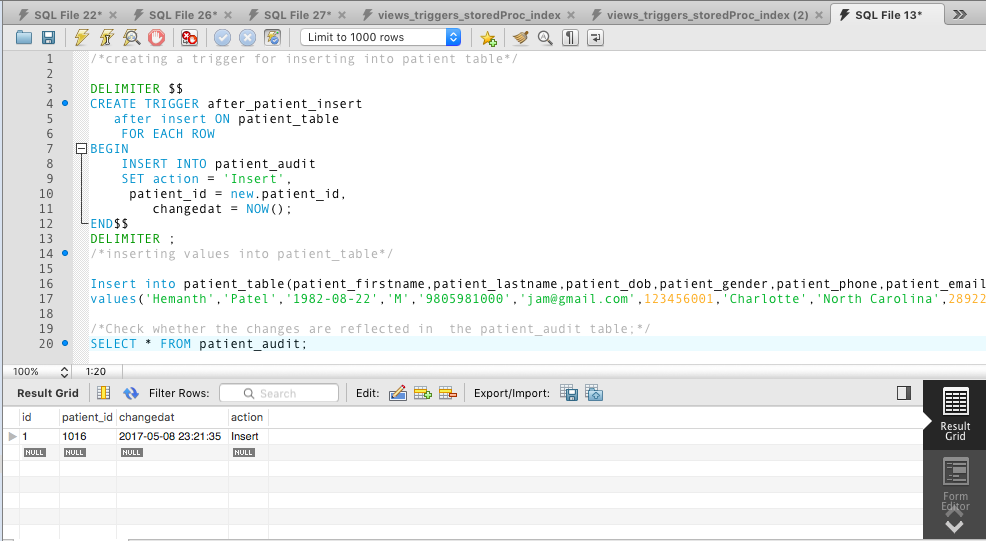 SQL File 22* SQL File 26* SQL File 27* views_triggers_storedProc_index views_triggers_storedProc_index (2) SQL File 13*
Limit to 1000 rows
1 /*creating a trigger for inserting into patient table*/
2
3 DELIMITER $$
4 CREATE TRIGGER after_patient_insert
5 after insert ON patient_table
6 FOR EACH ROW
7 BEGIN
8 INSERT INTO patient_audit
9 SET action = 'Insert',
10 patient_id = new.patient_id,
11 changedat = NOW();
12 END$$
13 DELIMITER ;
14 /*inserting values into patient_table*/
15
16 Insert into patient_table(patient_firstname,patient_lastname,patient_dob,patient_gender,patient_phone,patient_email
17 values('Hemanth','Patel','1982-08-22','M','9805981000','jam@gmail.com',123456001,'Charlotte','North Carolina',28922
18
19 /*Check whether the changes are reflected in  the patient_audit table;*/
20 SELECT * FROM patient_audit;
100% 1:20
Result Grid Filter Rows: Search Edit: Export/Import:
id patient_id changedat action
1 1016 2017-05-08 23:21:35 Insert
NULL NULL NULL NULL
Result
Grid
Form
Editor